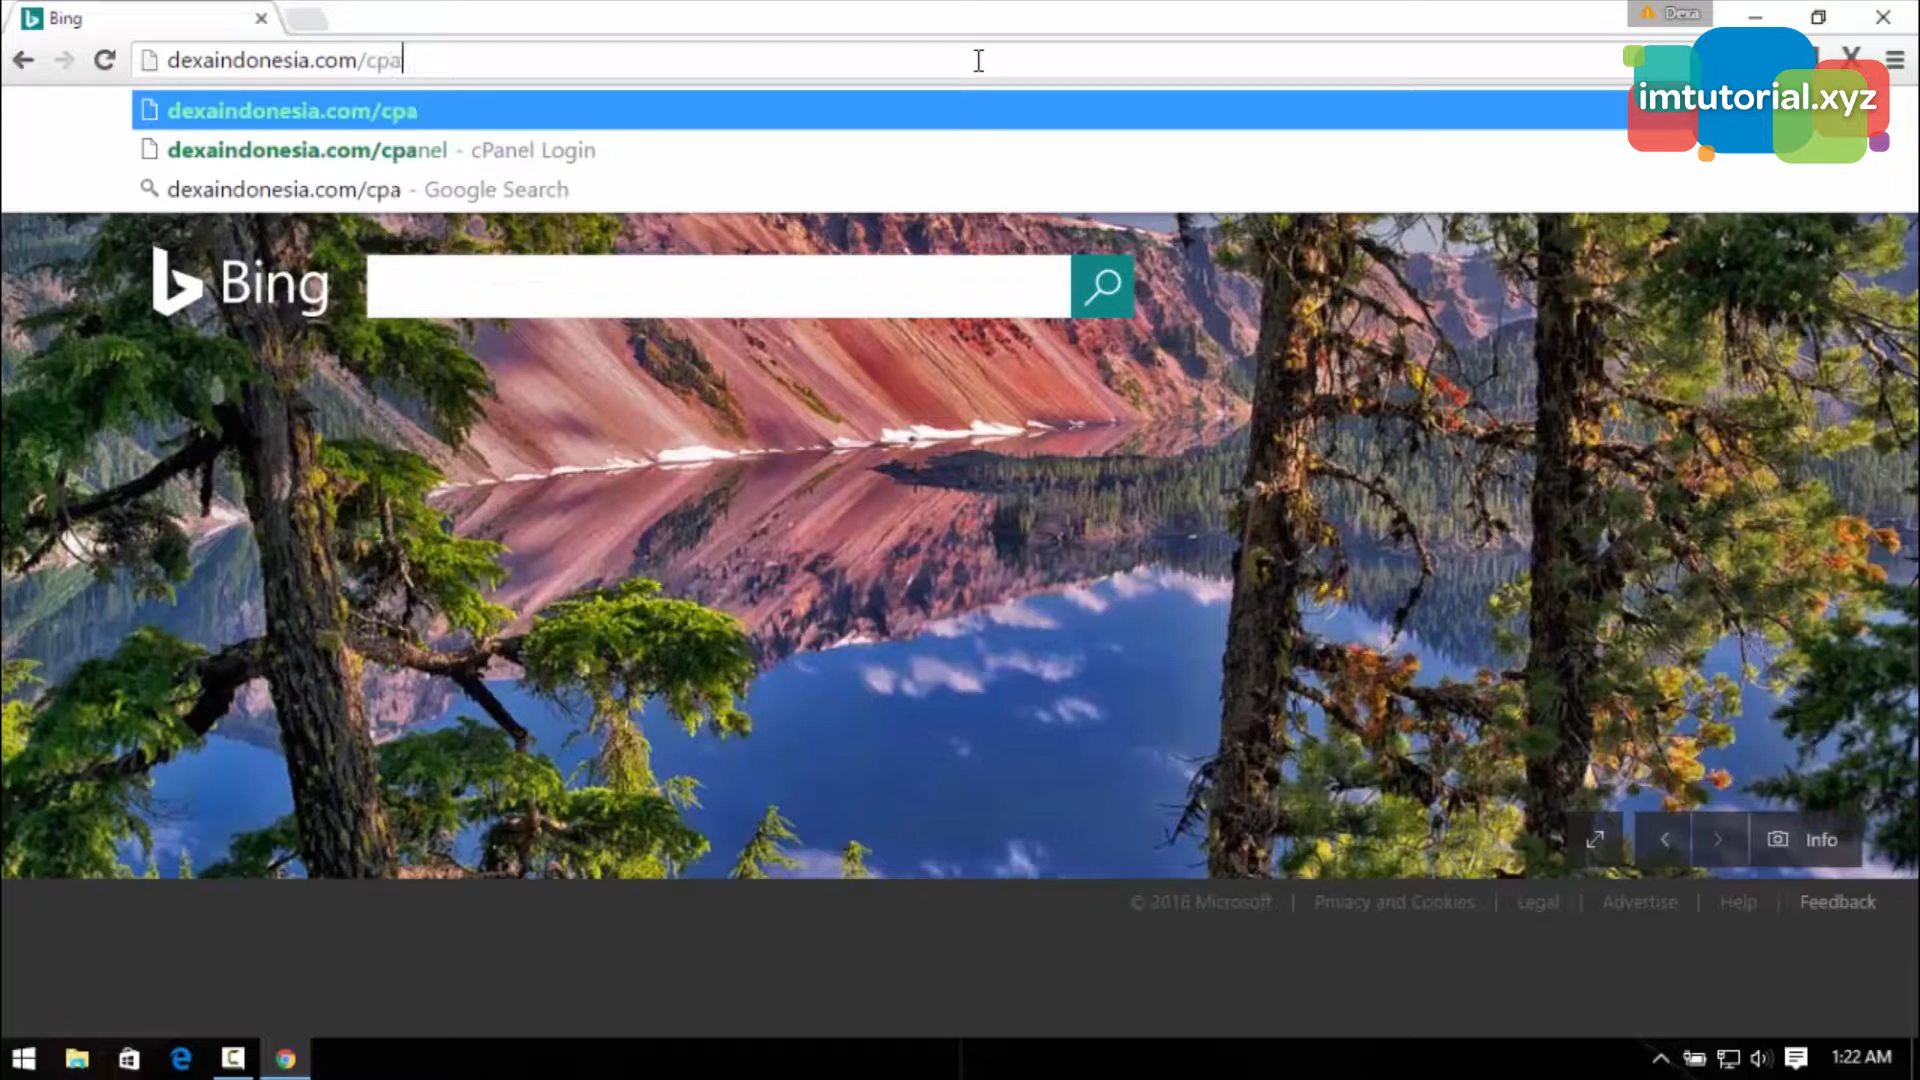 Bing
Dexa
dexaindonesia.com/cpa
imtutorial.xyz
dexaindonesia.com/cpa
dexaindonesia.com/cpanel - cPanel Login
dexaindonesia.com/cpa - Google Search
Bing
Info
© 2016 Microsoft | Privacy and Cookies | Legal | Advertise | Help | Feedback
1:22 AM